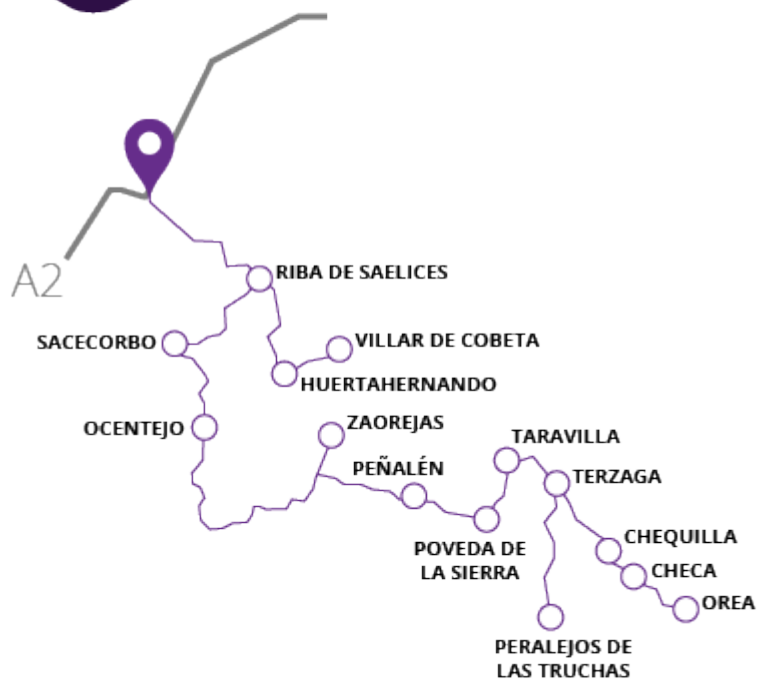 A2
RIBA DE SAELICES
SACECORBO
VILLAR DE COBETA
HUERTAHERNANDO
OCENTEJO
ZAOREJAS
TARAVILLA
PEÑALÉN
TERZAGA
CHEQUILLA
POVEDA DE
LA SIERRA
CHECA
OREA
PERALEJOS DE
LAS TRUCHAS